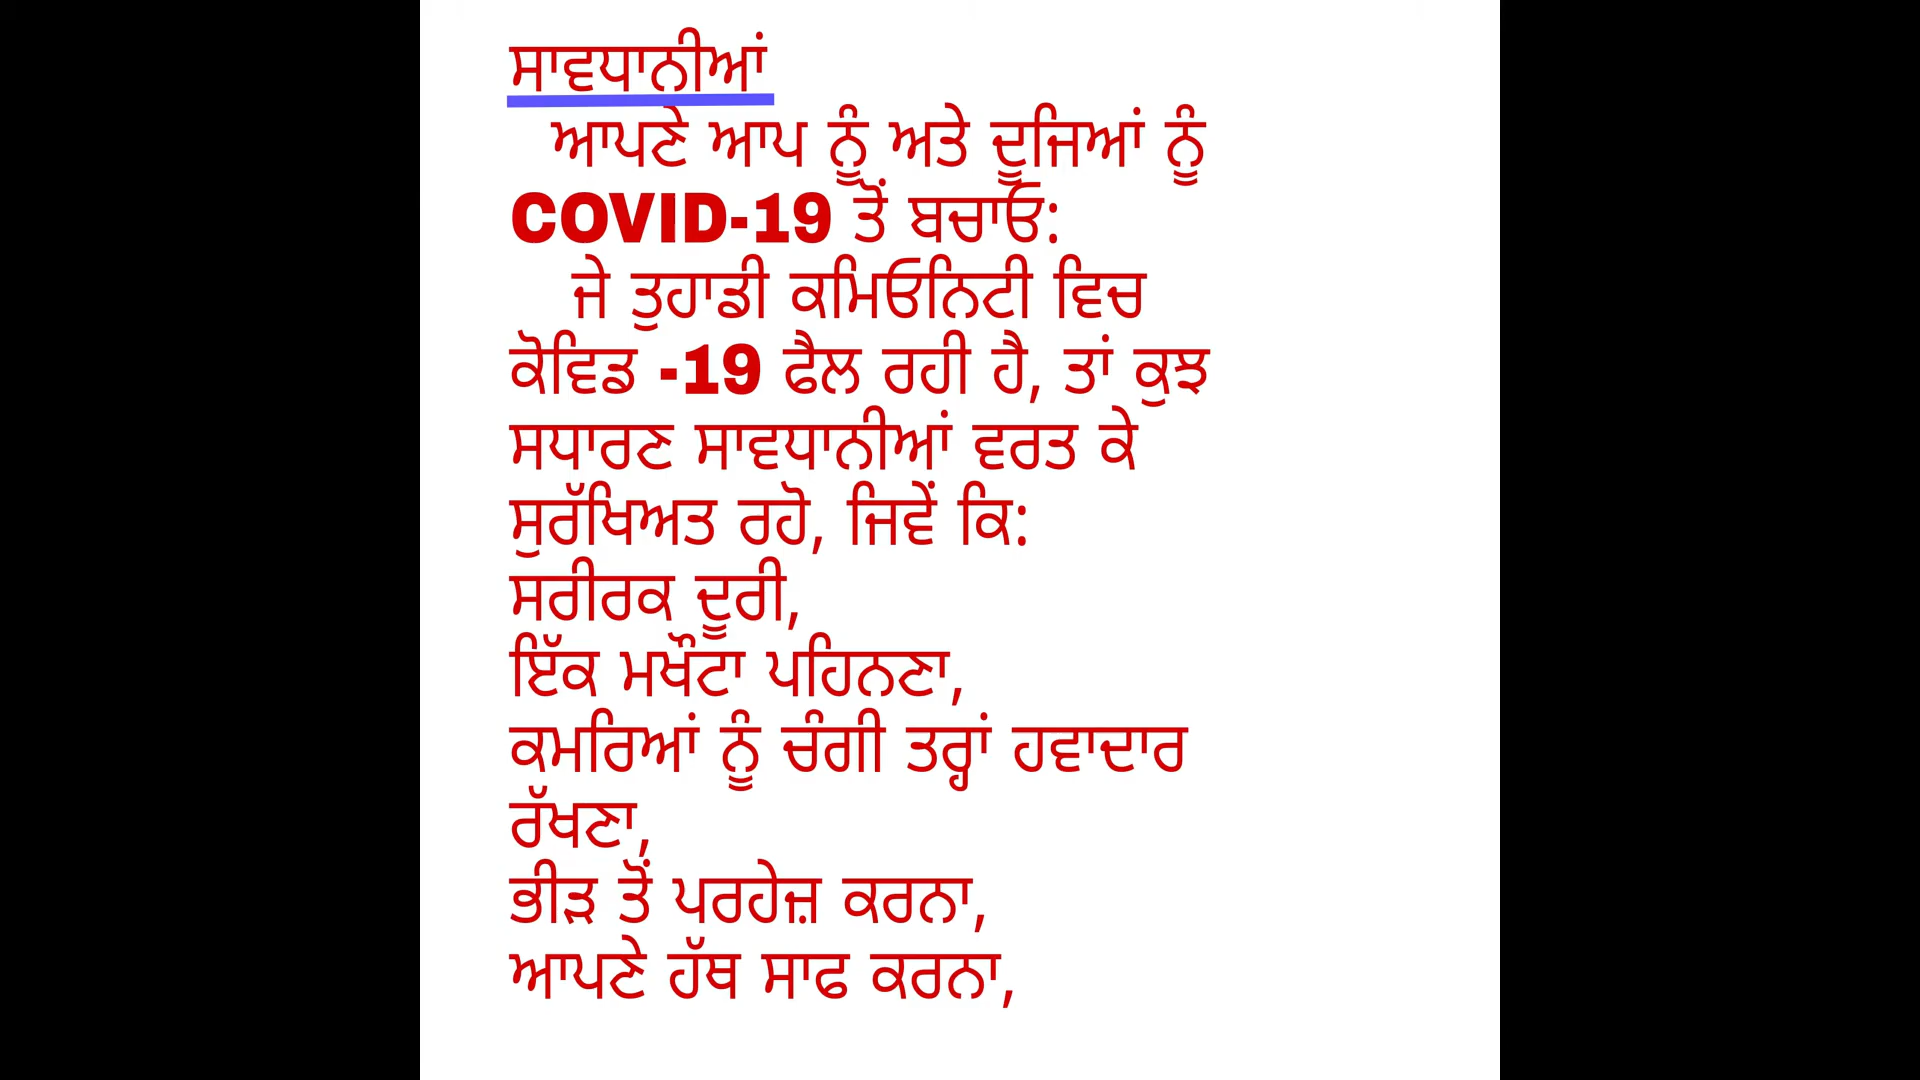 ਸਾਵਧਾਨੀਆਂ
ਆਪਣੇ ਆਪ ਨੂੰ ਅਤੇ ਦੂਜਿਆਂ ਨੂੰ
COVID-19 ਤੋਂ ਬਚਾਓ:
ਜੇ ਤੁਹਾਡੀ ਕਮਿਓਨਿਟੀ ਵਿਚ
ਕੋਵਿਡ -19 ਫੈਲ ਰਹੀ ਹੈ, ਤਾਂ ਕੁਝ
ਸਧਾਰਣ ਸਾਵਧਾਨੀਆਂ ਵਰਤ ਕੇ
ਸੁਰੱਖਿਅਤ ਰਹੋ, ਜਿਵੇਂ ਕਿ:
ਸਰੀਰਕ ਦੂਰੀ,
ਇੱਕ ਮਖੌਟਾ ਪਹਿਨਣਾ,
ਕਮਰਿਆਂ ਨੂੰ ਚੰਗੀ ਤਰ੍ਹਾਂ ਹਵਾਦਾਰ
ਰੱਖਣਾ,
ਭੀੜ ਤੋਂ ਪਰਹੇਜ਼ ਕਰਨਾ,
ਆਪਣੇ ਹੱਥ ਸਾਫ ਕਰਨਾ,